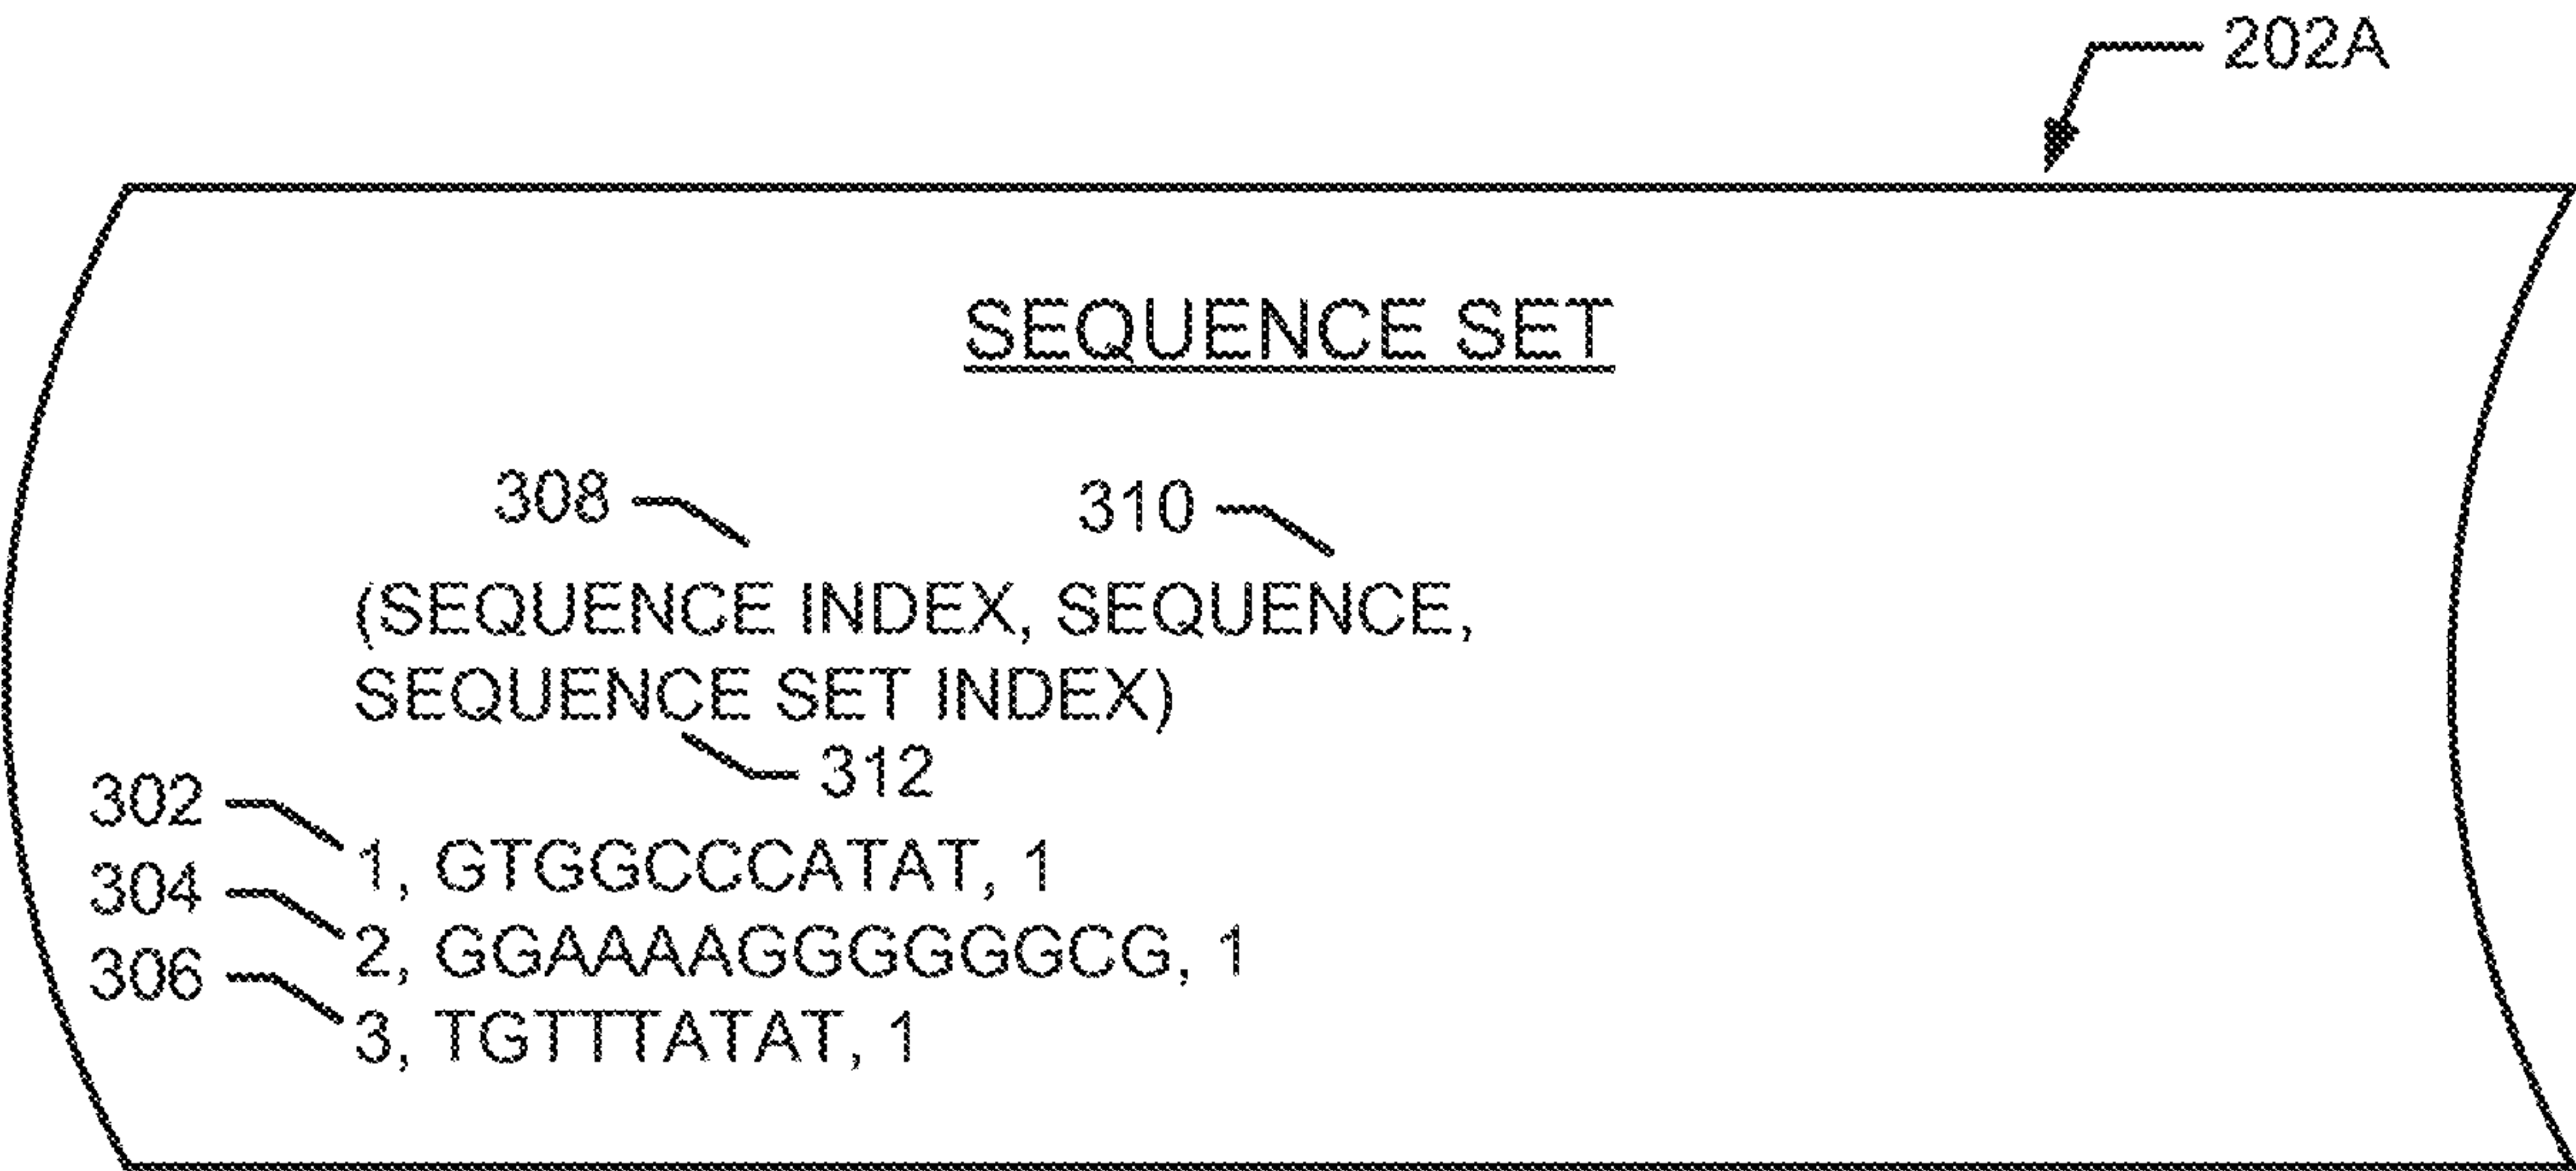 202A
SEQUENCE SET
308 310
(SEQUENCE INDEX, SEQUENCE,
SEQUENCE SET INDEX)
312
302
1, GTGGCCCATAT, 1
304
2, GGAAAAGGGGGGCG, 1
306
3, TGTTTATAT, 1